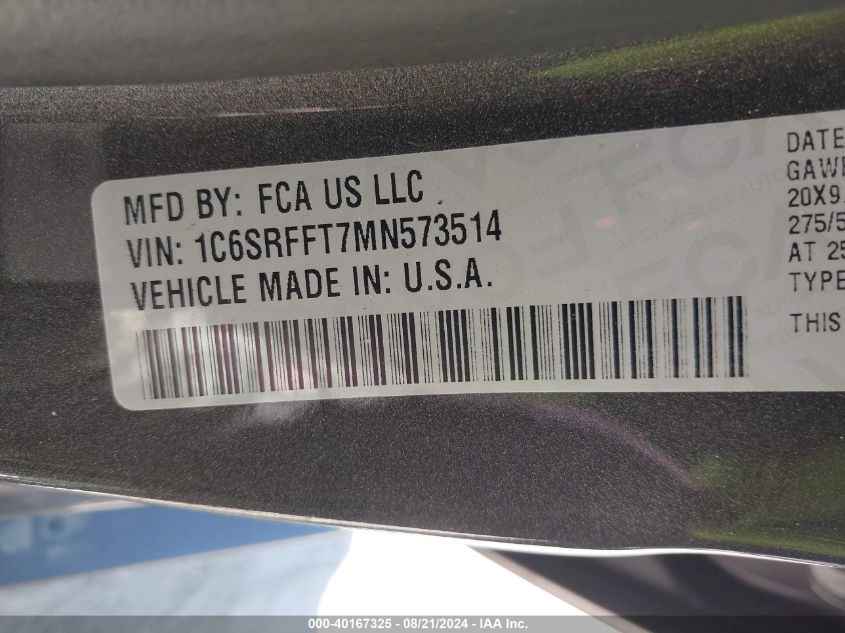 MFD BY: FCA US LLC
VIN: 1C6SRFFT7MN573514
VEHICLE MADE IN: U.S.A.
DATE
GAW
20X9.
275/5
AT 25
TYPE
THIS
000-40167325 - 08/21/2024 - IAA Inc.